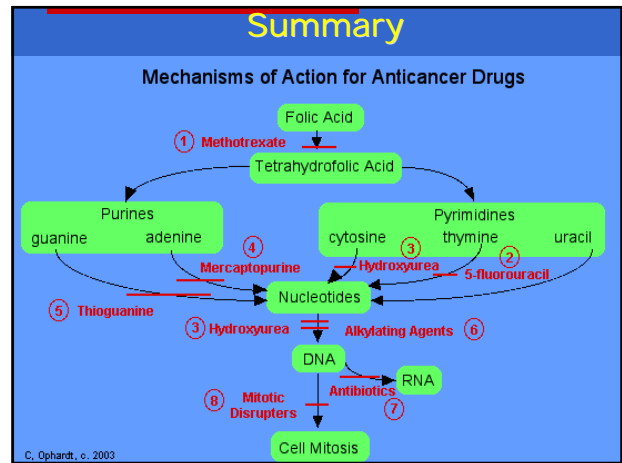 Summary
Mechanisms of Action for Anticancer Drugs
Folic Acid
1 Methotrexate
Tetrahydrofolic Acid
Purines
guanine adenine
Pyrimidines
cytosine thymine uracil
4
Mercaptopurine
3
Hydroxyurea
2
5-fluorouracil
5 Thioguanine
Nucleotides
3 Hydroxyurea
Alkylating Agents 6
DNA
RNA
Antibiotics
7
8 Mitotic
Disrupters
Cell Mitosis
C, Ophardt, c. 2003